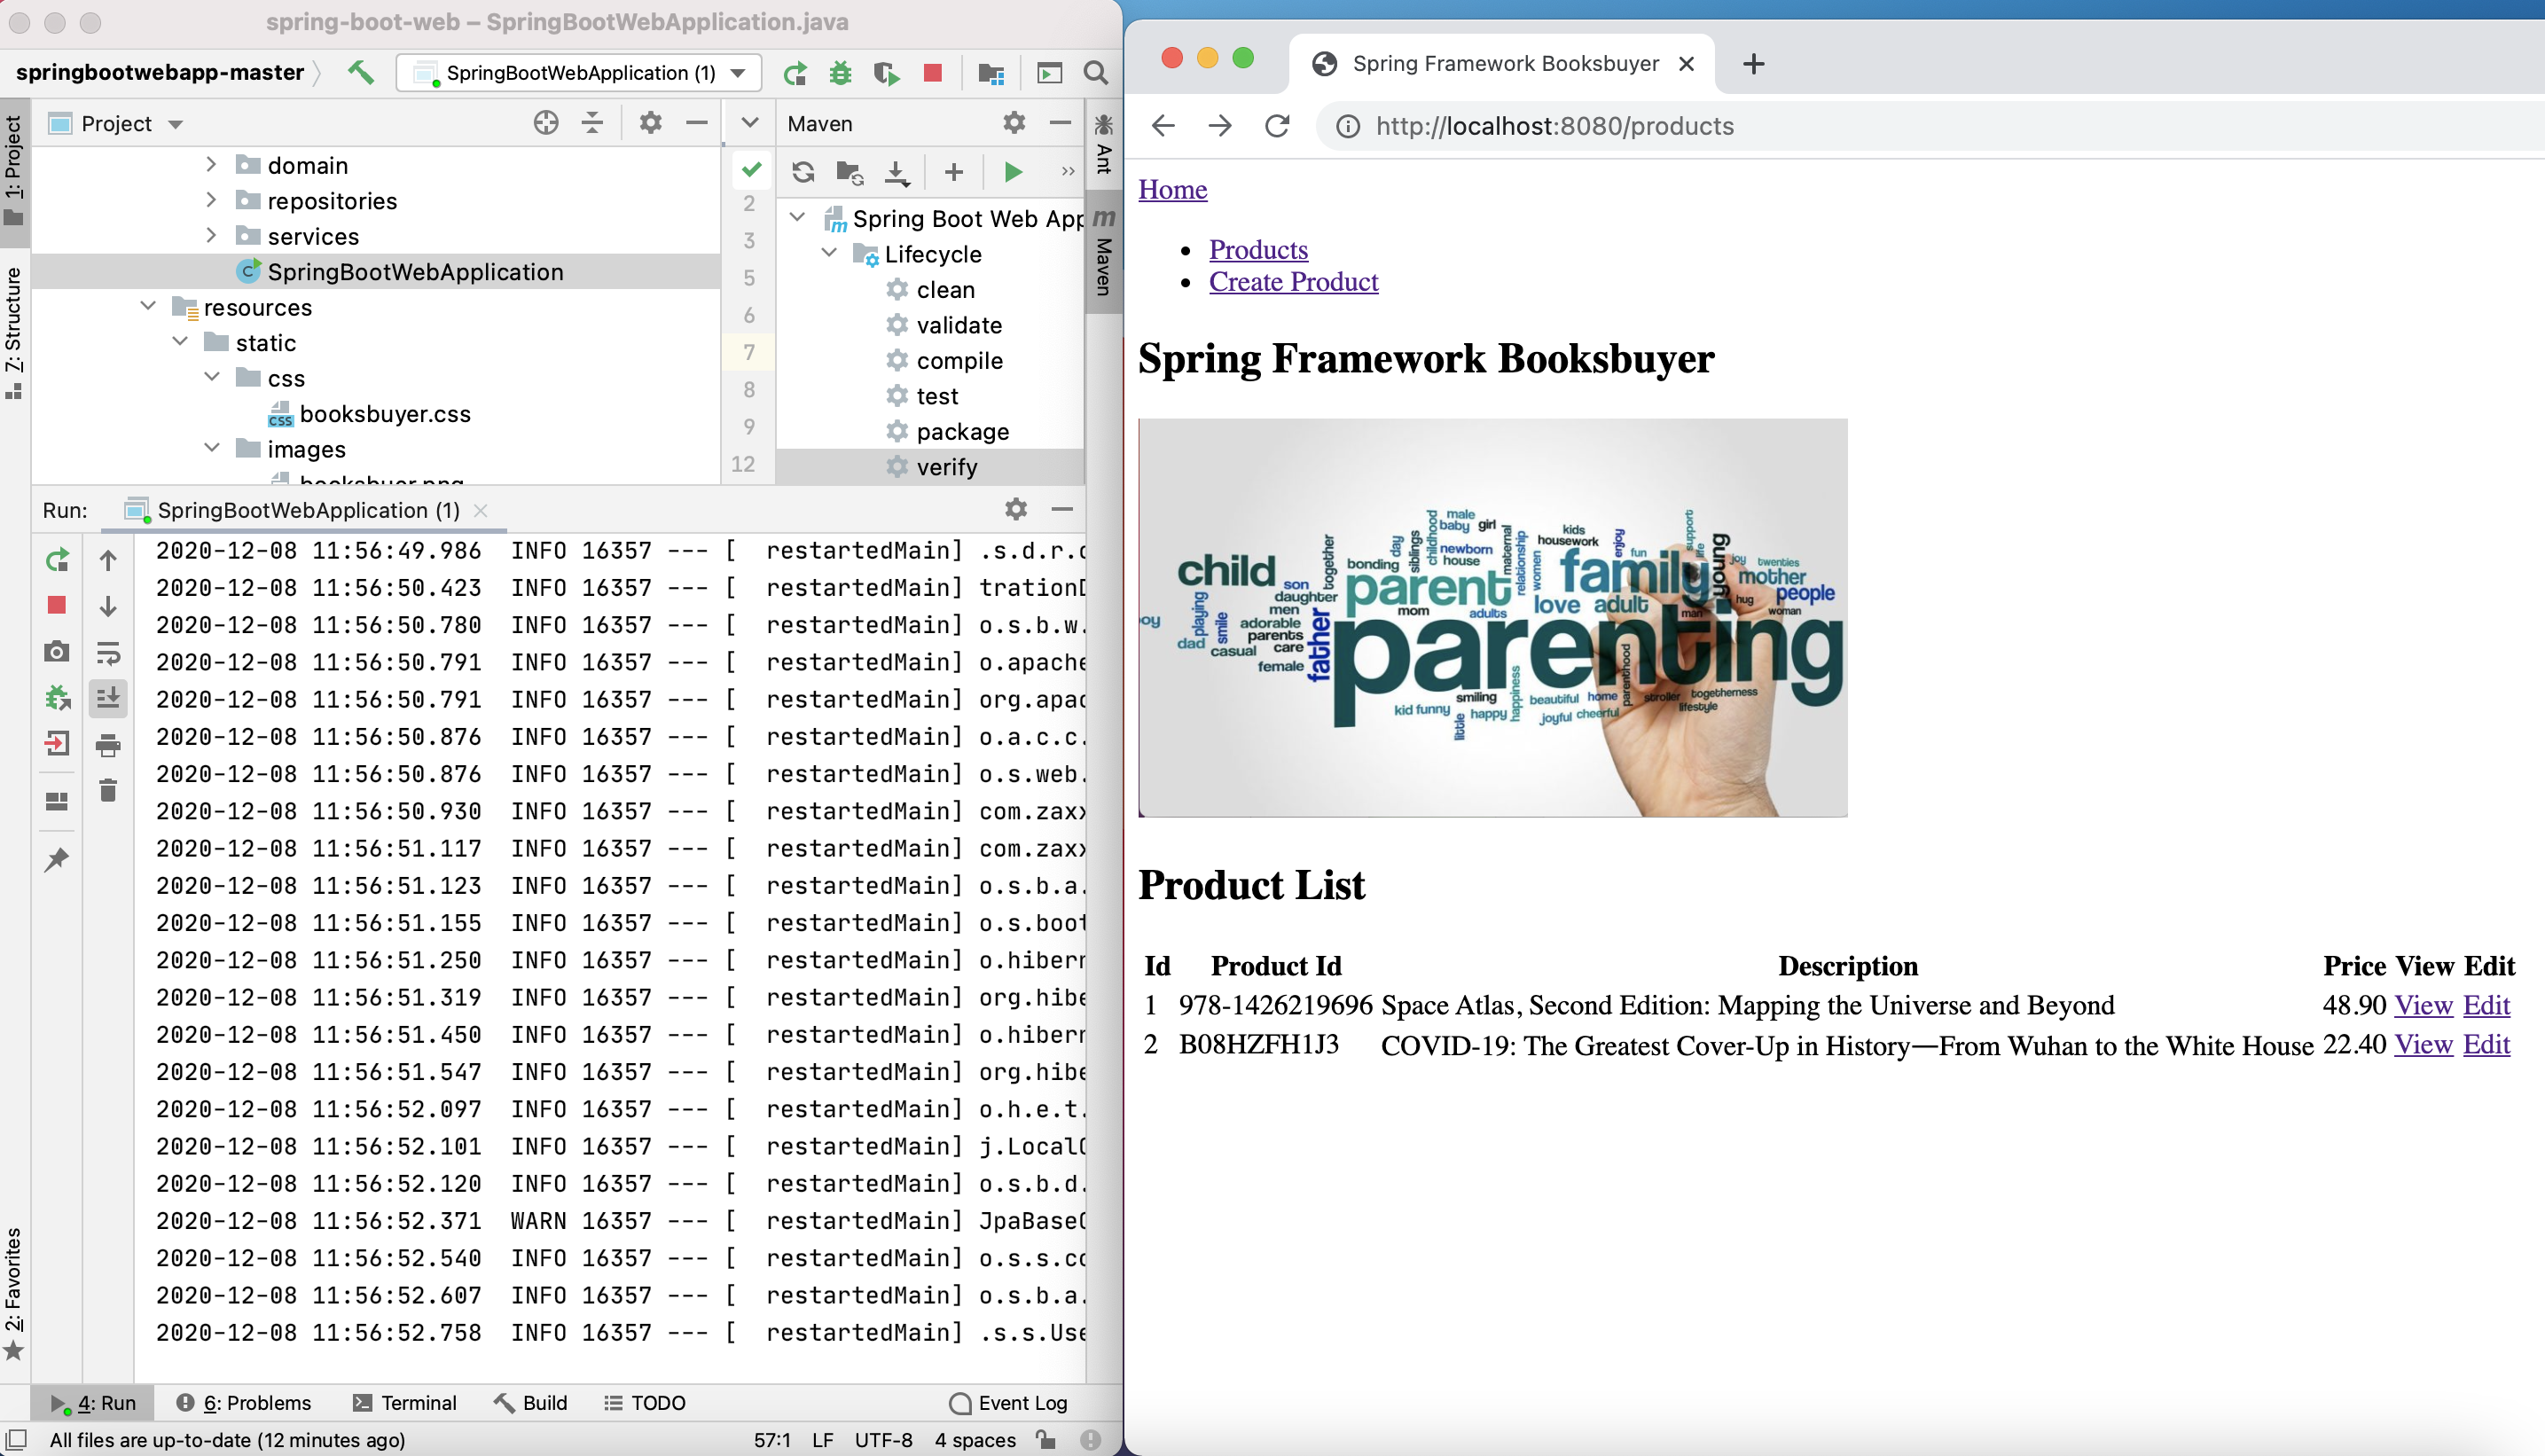 spring-boot-web – SpringBootWebApplication.java
springbootwebapp-master
SpringBootWebApplication (1)
1: Project
Z: Structure
2: Favorites
Project
domain
repositories
services
SpringBootWebApplication
resources
static
css
booksbuyer.css
images
booksbuer.png
2
3
5
6
7
8
9
12
Maven
Spring Boot Web App
Lifecycle
clean
validate
compile
test
package
verify
Ant
m
Maven
Run:
SpringBootWebApplication (1)
2020-12-08 11:56:49.986 INFO 16357 --- [ restartedMain] .s.d.r.c
2020-12-08 11:56:50.423 INFO 16357 --- [ restartedMain] trationD
2020-12-08 11:56:50.780 INFO 16357 --- [ restartedMain] o.s.b.w.
2020-12-08 11:56:50.791 INFO 16357 --- [ restartedMain] o.apache
2020-12-08 11:56:50.791 INFO 16357 --- [ restartedMain] org.apac
2020-12-08 11:56:50.876 INFO 16357 --- [ restartedMain] o.a.c.c.
2020-12-08 11:56:50.876 INFO 16357 --- [ restartedMain] o.s.web.
2020-12-08 11:56:50.930 INFO 16357 --- [ restartedMain] com.zaxx
2020-12-08 11:56:51.117 INFO 16357 --- [ restartedMain] com.zaxx
2020-12-08 11:56:51.123 INFO 16357 --- [ restartedMain] o.s.b.a.
2020-12-08 11:56:51.155 INFO 16357 --- [ restartedMain] o.s.boot
2020-12-08 11:56:51.250 INFO 16357 --- [ restartedMain] o.hibern
2020-12-08 11:56:51.319 INFO 16357 --- [ restartedMain] org.hibe
2020-12-08 11:56:51.450 INFO 16357 --- [ restartedMain] o.hibern
2020-12-08 11:56:51.547 INFO 16357 --- [ restartedMain] org.hibe
2020-12-08 11:56:52.097 INFO 16357 --- [ restartedMain] o.h.e.t.
2020-12-08 11:56:52.101 INFO 16357 --- [ restartedMain] j.LocalC
2020-12-08 11:56:52.120 INFO 16357 --- [ restartedMain] o.s.b.d.
2020-12-08 11:56:52.371 WARN 16357 --- [ restartedMain] JpaBaseC
2020-12-08 11:56:52.540 INFO 16357 --- [ restartedMain] o.s.s.co
2020-12-08 11:56:52.607 INFO 16357 --- [ restartedMain] o.s.b.a.
2020-12-08 11:56:52.758 INFO 16357 --- [ restartedMain] .s.s.Use
4: Run 6: Problems Terminal Build TODO Event Log
All files are up-to-date (12 minutes ago) 57:1 LF UTF-8 4 spaces
Spring Framework Booksbuyer
http://localhost:8080/products
Home
Products
Create Product
Spring Framework Booksbuyer
male
baby girl
childhood
day
siblings
together
bonding
newborn
house
maternal
relationship
women
kids
housework
enjoy
fun
support
life
young
joy
twenties
child
son
daughter
parent
family
mother
people
hug
woman
man
playing
smile
men
adorable
parents
mom
adults
love adult
oy
dad
casual
care
female
father
parenting
smiling
happiness
beautiful
home
parenthood
stroller
togetherness
lifestyle
kid funny
little
happy
joyful cheerful
Product List
Id Product Id Description Price View Edit
1 978-1426219696 Space Atlas, Second Edition: Mapping the Universe and Beyond 48.90 View Edit
2 B08HZFH1J3 COVID-19: The Greatest Cover-Up in History—From Wuhan to the White House 22.40 View Edit